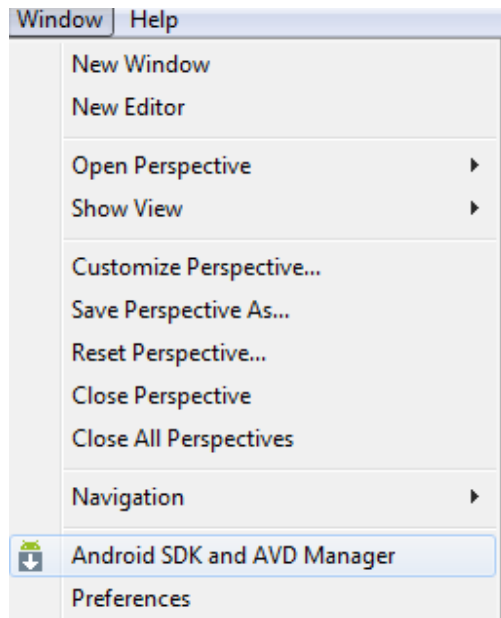 Window Help
New Window
New Editor
Open Perspective
Show View
Customize Perspective...
Save Perspective As...
Reset Perspective...
Close Perspective
Close All Perspectives
Navigation
Android SDK and AVD Manager
Preferences